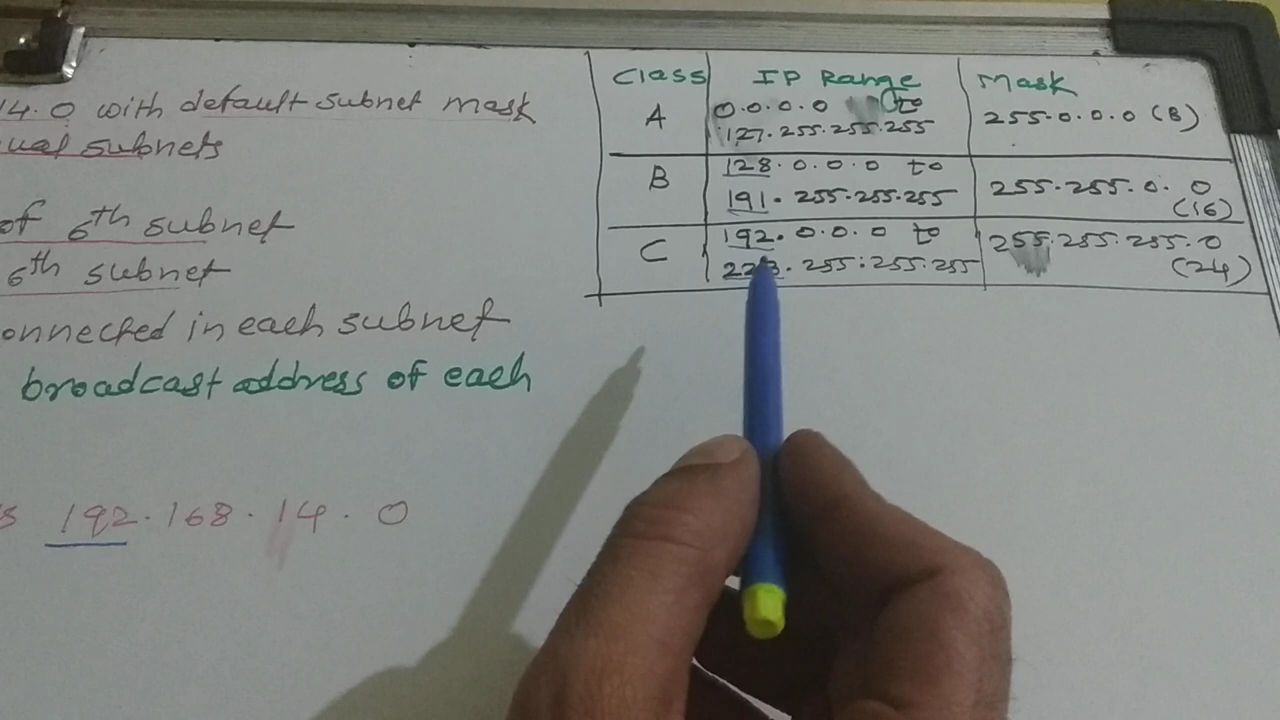 14.0 with default subnet mask
ual subnets
of 6th subnet
6th subnet
onnected in each subnet
broadcast address of each
s 192.168.14.0
Class IP Range Mask
A 0.0.0.0 to 255.0.0.0 (8)
127.255.255.255
B 128.0.0.0 to 255.255.0.0
191.255.255.255 (16)
C 192.0.0.0 to 255.255.255.0
223.255.255.255 (24)